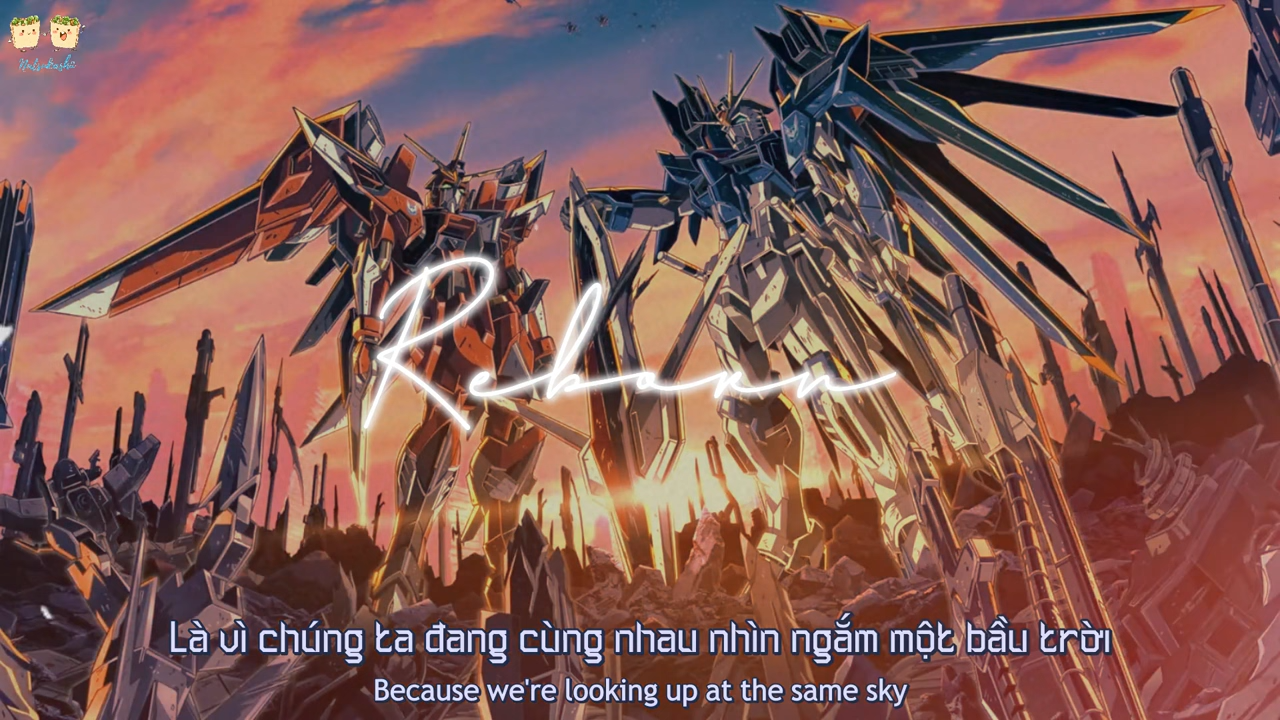 Natsukashi
Reborn
Là vì chúng ta đang cùng nhau nhìn ngắm một bầu trời
Because we're looking up at the same sky